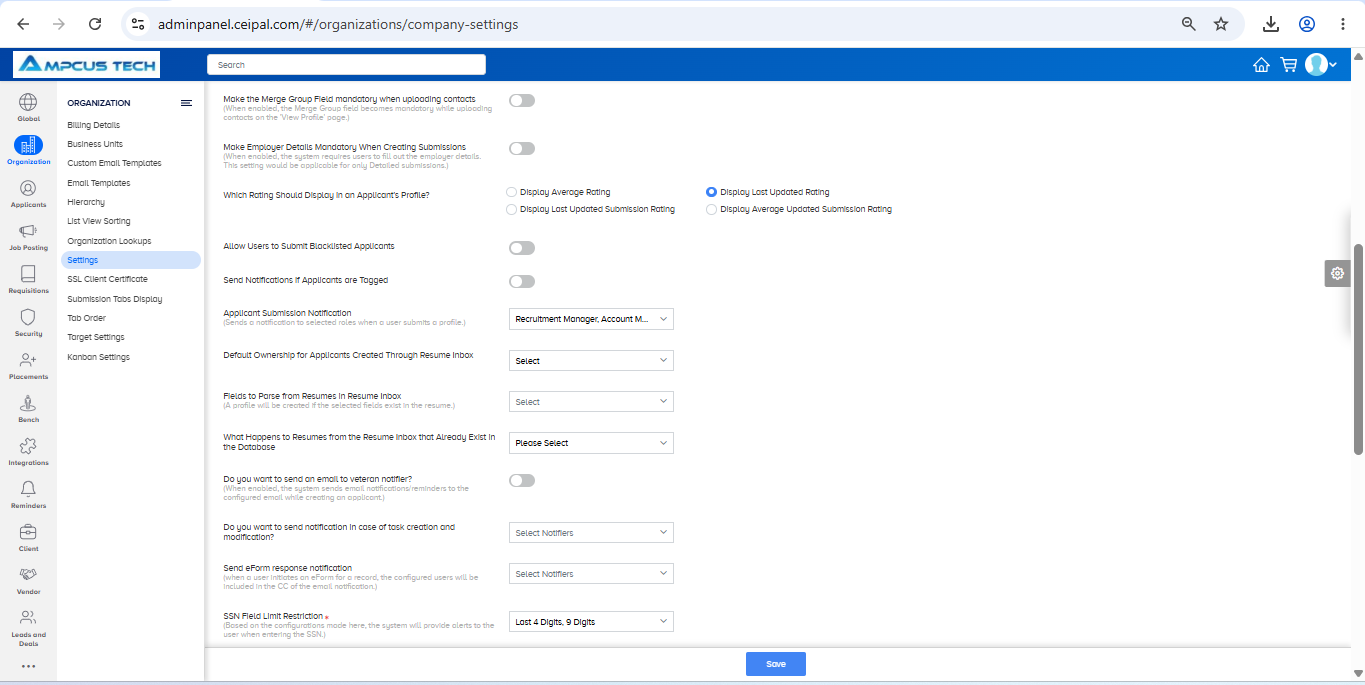 adminpanel.ceipal.com/#/organizations/company-settings
AMPCUS TECH
Search
Global
Organization
Applicants
Job Posting
Requisitions
Security
Placements
Bench
Integrations
Reminders
Client
Vendor
Leads and
Deals
ORGANIZATION
Billing Details
Business Units
Custom Email Templates
Email Templates
Hierarchy
List View Sorting
Organization Lookups
Settings
SSL Client Certificate
Submission Tabs Display
Tab Order
Target Settings
Kanban Settings
Make the Merge Group Field mandatory when uploading contacts
(When enabled, the Merge Group field becomes mandatory while uploading
contacts on the 'View Profile' page.)
Make Employer Details Mandatory When Creating Submissions
(When enabled, the system requires users to fill out the employer details.
This setting would be applicable for only Detailed submissions.)
Which Rating Should Display in an Applicant's Profile?
Display Average Rating
Display Last Updated Rating
Display Last Updated Submission Rating
Display Average Updated Submission Rating
Allow Users to Submit Blacklisted Applicants
Send Notifications if Applicants are Tagged
Applicant Submission Notification
(Sends a notification to selected roles when a user submits a profile.)
Recruitment Manager, Account M...
Default Ownership for Applicants Created Through Resume Inbox
Select
Fields to Parse from Resumes in Resume Inbox
(A profile will be created if the selected fields exist in the resume.)
Select
What Happens to Resumes from the Resume Inbox that Already Exist in
the Database
Please Select
Do you want to send an email to veteran notifier?
(When enabled, the system sends email notifications/reminders to the
configured email while creating an applicant.)
Do you want to send notification in case of task creation and
modification?
Select Notifiers
Send eForm response notification
(when a user initiates an eForm for a record, the configured users will be
included in the CC of the email notification.)
Select Notifiers
SSN Field Limit Restriction *
(Based on the configurations made here, the system will provide alerts to the
user when entering the SSN.)
Last 4 Digits, 9 Digits
Save